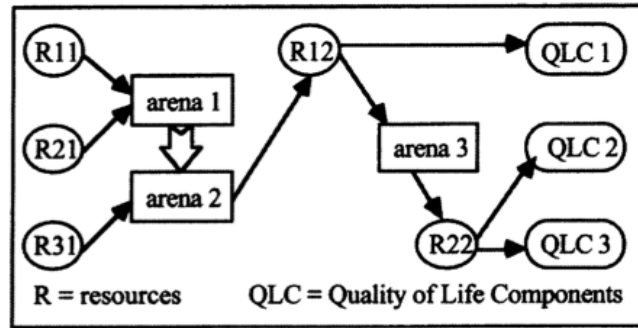 R11
R12
QLC 1
arena 1
R21
arena 3
QLC 2
arena 2
R31
R22
QLC 3
R = resources
QLC = Quality of Life Components